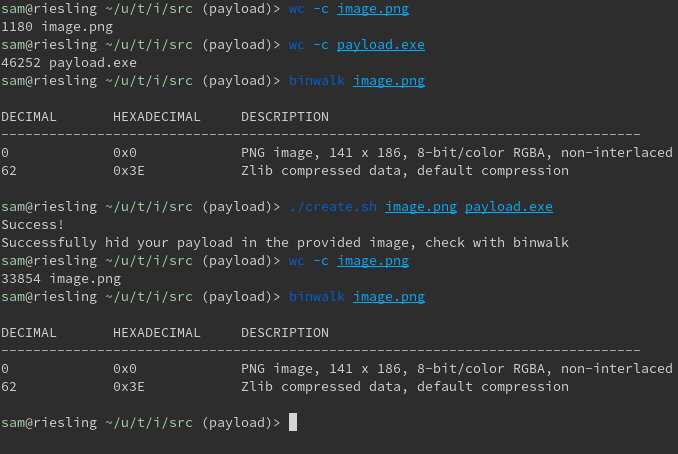 sam@riesling ~/u/t/i/src (payload)> wc -c image.png
1180 image.png
sam@riesling ~/u/t/i/src (payload)> wc -c payload.exe
46252 payload.exe
sam@riesling ~/u/t/i/src (payload)> binwalk image.png
DECIMAL HEXADECIMAL DESCRIPTION
--------------------------------------------------------------------------------
0 0x0 PNG image, 141 x 186, 8-bit/color RGBA, non-interlaced
62 0x3E Zlib compressed data, default compression
sam@riesling ~/u/t/i/src (payload)> ./create.sh image.png payload.exe
Success!
Successfully hid your payload in the provided image, check with binwalk
sam@riesling ~/u/t/i/src (payload)> wc -c image.png
33854 image.png
sam@riesling ~/u/t/i/src (payload)> binwalk image.png
DECIMAL HEXADECIMAL DESCRIPTION
--------------------------------------------------------------------------------
0 0x0 PNG image, 141 x 186, 8-bit/color RGBA, non-interlaced
62 0x3E Zlib compressed data, default compression
sam@riesling ~/u/t/i/src (payload)>